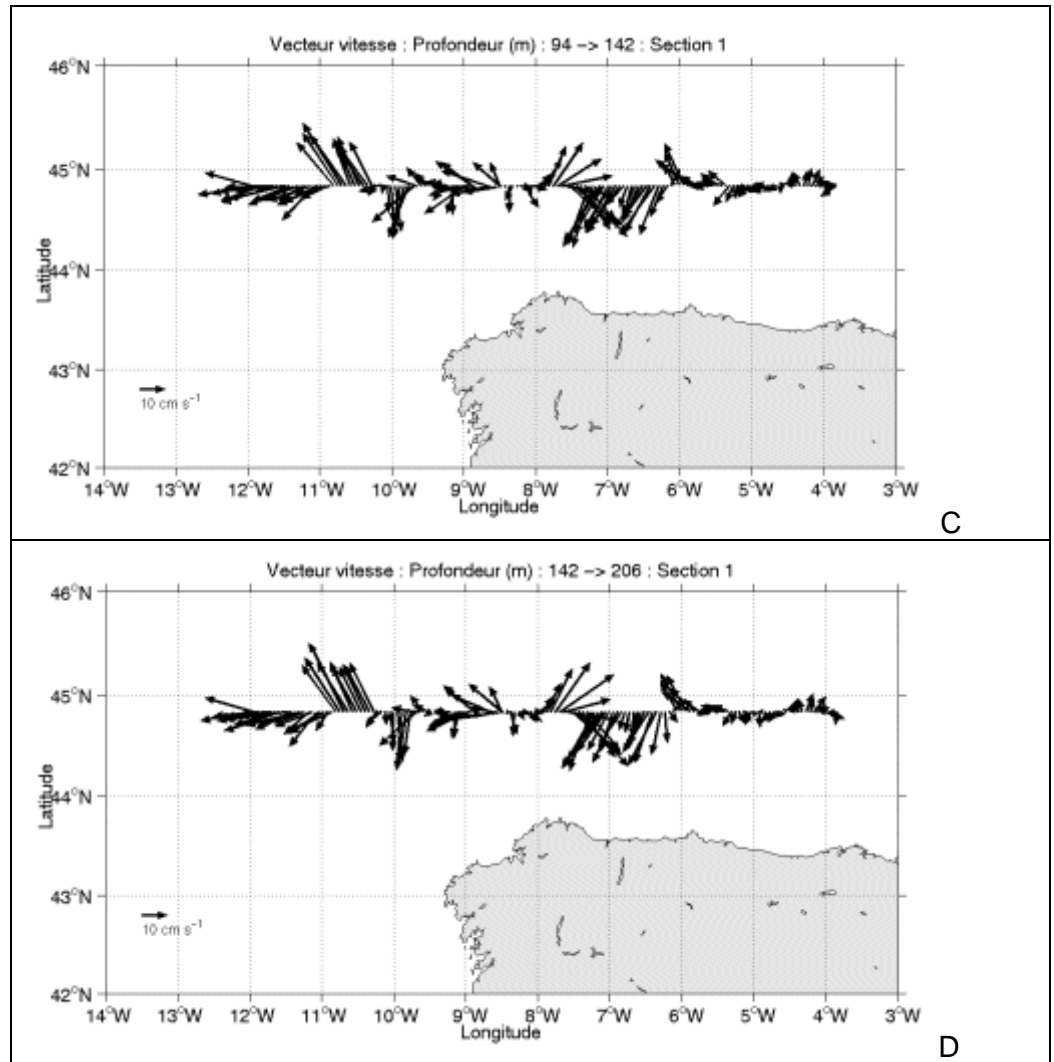 Vecteur vitesse : Profondeur (m) : 94 −> 142 : Section 1
46°N
45°N
44°N
43°N
42°N
Latitude
10 cm s⁻¹
14°W 13°W 12°W 11°W 10°W 9°W 8°W 7°W 6°W 5°W 4°W 3°W
Longitude
C
Vecteur vitesse : Profondeur (m) : 142 −> 206 : Section 1
46°N
45°N
44°N
43°N
42°N
Latitude
10 cm s⁻¹
14°W 13°W 12°W 11°W 10°W 9°W 8°W 7°W 6°W 5°W 4°W 3°W
Longitude
D